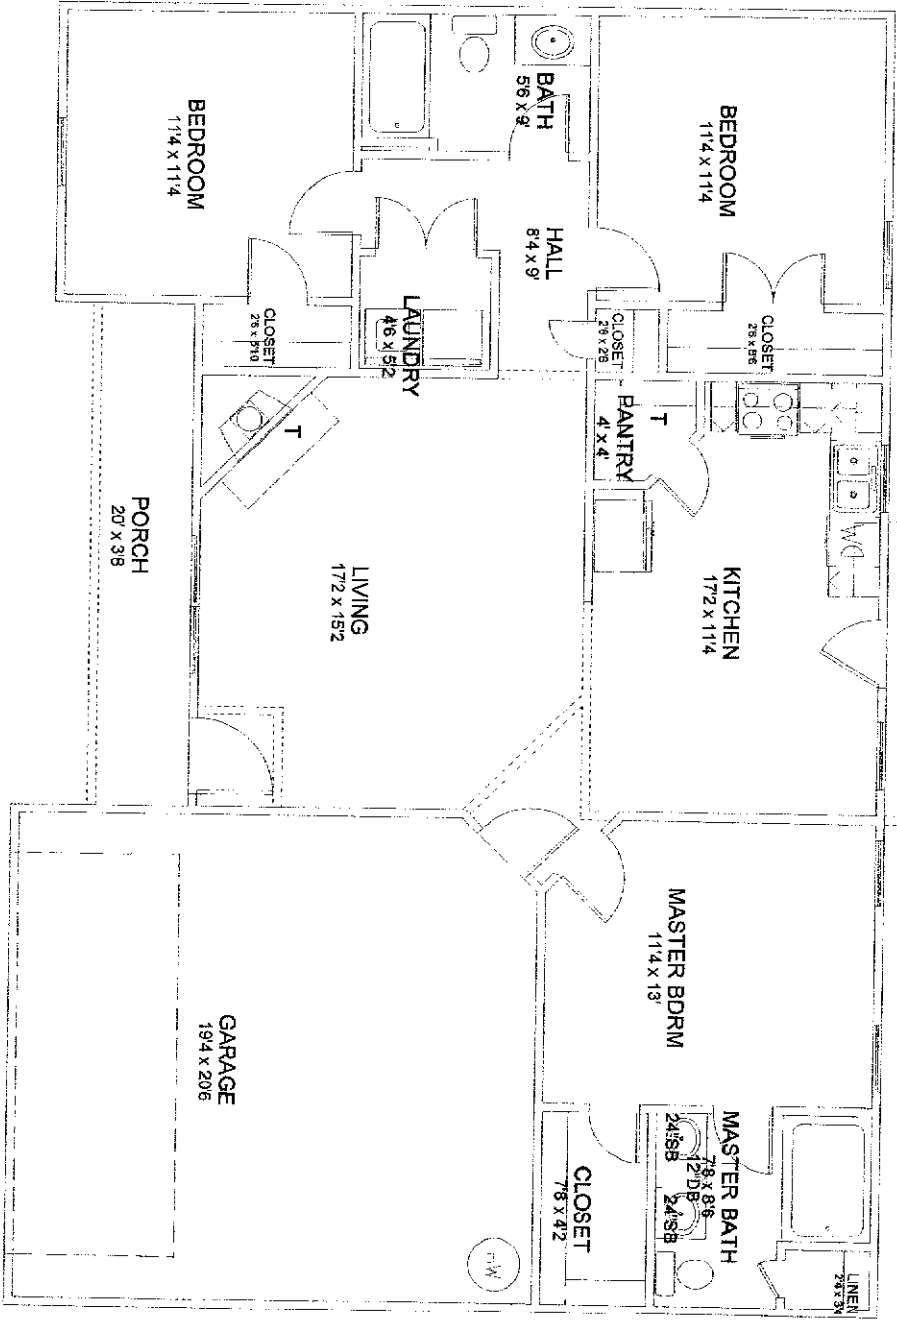 BEDROOM
11'4 x 11'4
CLOSET
2'6 x 8'6
KITCHEN
17'2 x 11'4
MASTER BDRM
11'4 x 13'
MASTER BATH
7'8 x 8'6
12"DB
24"SB
24"SB
LINEN
2'4 x 3'4
T
PANTRY
4' x 4'
CLOSET
2'6 x 2'6
CLOSET
7'8 x 4'2
BATH
5'6 x 9'
HALL
8'4 x 9'
LAUNDRY
4'6 x 5'2
LIVING
17'2 x 15'2
BEDROOM
11'4 x 11'4
CLOSET
2'6 x 5'10
T
PORCH
20' x 3'8
GARAGE
19'4 x 20'6